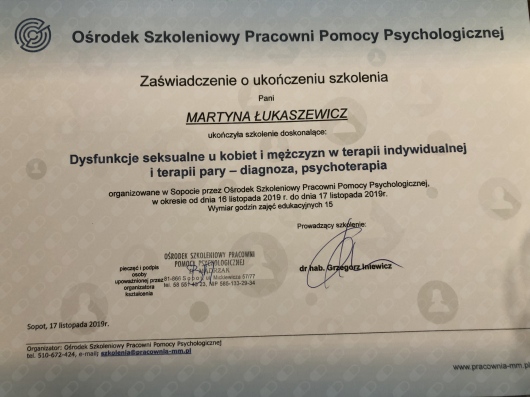 Ośrodek Szkoleniowy Pracowni Pomocy Psychologicznej
Zaświadczenie o ukończeniu szkolenia
Pani
MARTYNA ŁUKASZEWICZ
ukończyła szkolenie doskonalące:
Dysfunkcje seksualne u kobiet i mężczyzn w terapii indywidualnej
i terapii pary – diagnoza, psychoterapia
organizowane w Sopocie przez Ośrodek Szkoleniowy Pracowni Pomocy Psychologicznej,
w okresie od dnia 16 listopada 2019 r. do dnia 17 listopada 2019r.
Wymiar godzin zajęć edukacyjnych 15
Prowadzący szkolenie:
dr hab. Grzegorz Iniewicz
pieczęć i podpis
osoby
upoważnionej przez
organizatora
kształcenia
OŚRODEK SZKOLENIOWY PRACOWNI
POMOCY PSYCHOLOGICZNEJ
Sopot, 17 listopada 2019r.
Organizator: Ośrodek Szkoleniowy Pracowni Pomocy Psychologicznej
tel. 510-672-424, e-mail: szkolenia@pracownia-mm.pl
www.pracownia-mm.pl